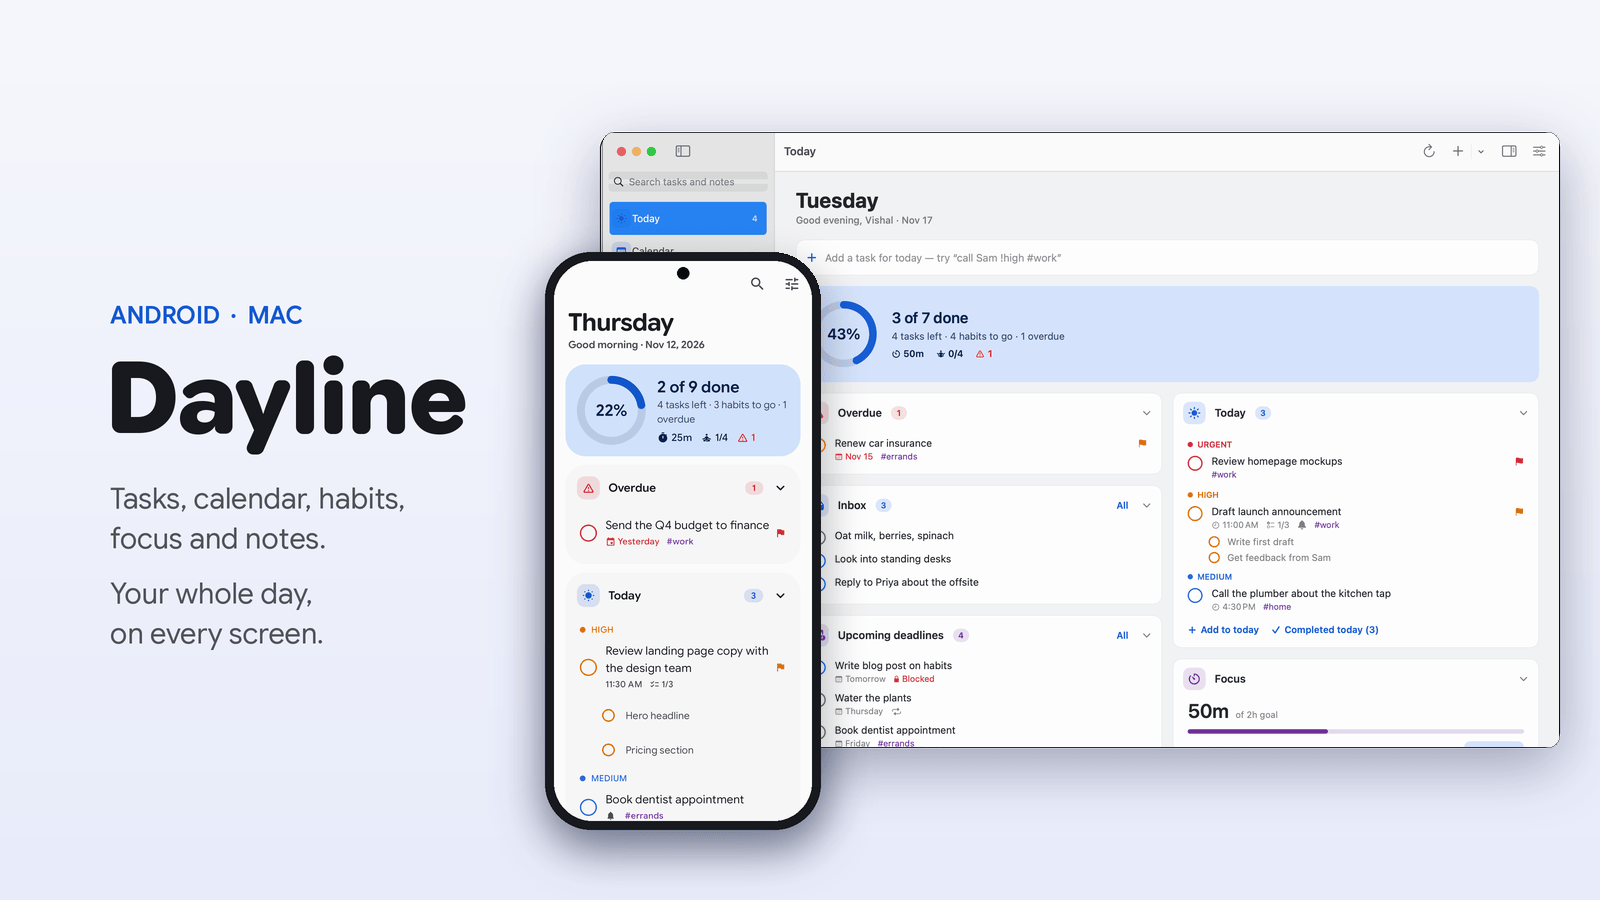 ANDROID · MAC
Dayline
Tasks, calendar, habits,
focus and notes.
Your whole day,
on every screen.
Search tasks and notes
Today 4
Calendar
Today
Tuesday
Good evening, Vishal · Nov 17
Add a task for today — try “call Sam !high #work”
43%
3 of 7 done
4 tasks left · 4 habits to go · 1 overdue
50m 0/4 1
Overdue 1
Renew car insurance
Nov 15 #errands
Inbox 3 All
Oat milk, berries, spinach
Look into standing desks
Reply to Priya about the offsite
Upcoming deadlines 4 All
Write blog post on habits
Tomorrow Blocked
Water the plants
Thursday
Book dentist appointment
Friday #errands
Today 3
URGENT
Review homepage mockups
#work
HIGH
Draft launch announcement
11:00 AM 1/3 #work
Write first draft
Get feedback from Sam
MEDIUM
Call the plumber about the kitchen tap
4:30 PM #home
+ Add to today Completed today (3)
Focus
50m of 2h goal
Thursday
Good morning · Nov 12, 2026
22%
2 of 9 done
4 tasks left · 3 habits to go · 1
overdue
25m 1/4 1
Overdue 1
Send the Q4 budget to finance
Yesterday #work
Today 3
HIGH
Review landing page copy with
the design team
11:30 AM 1/3
Hero headline
Pricing section
MEDIUM
Book dentist appointment
#errands